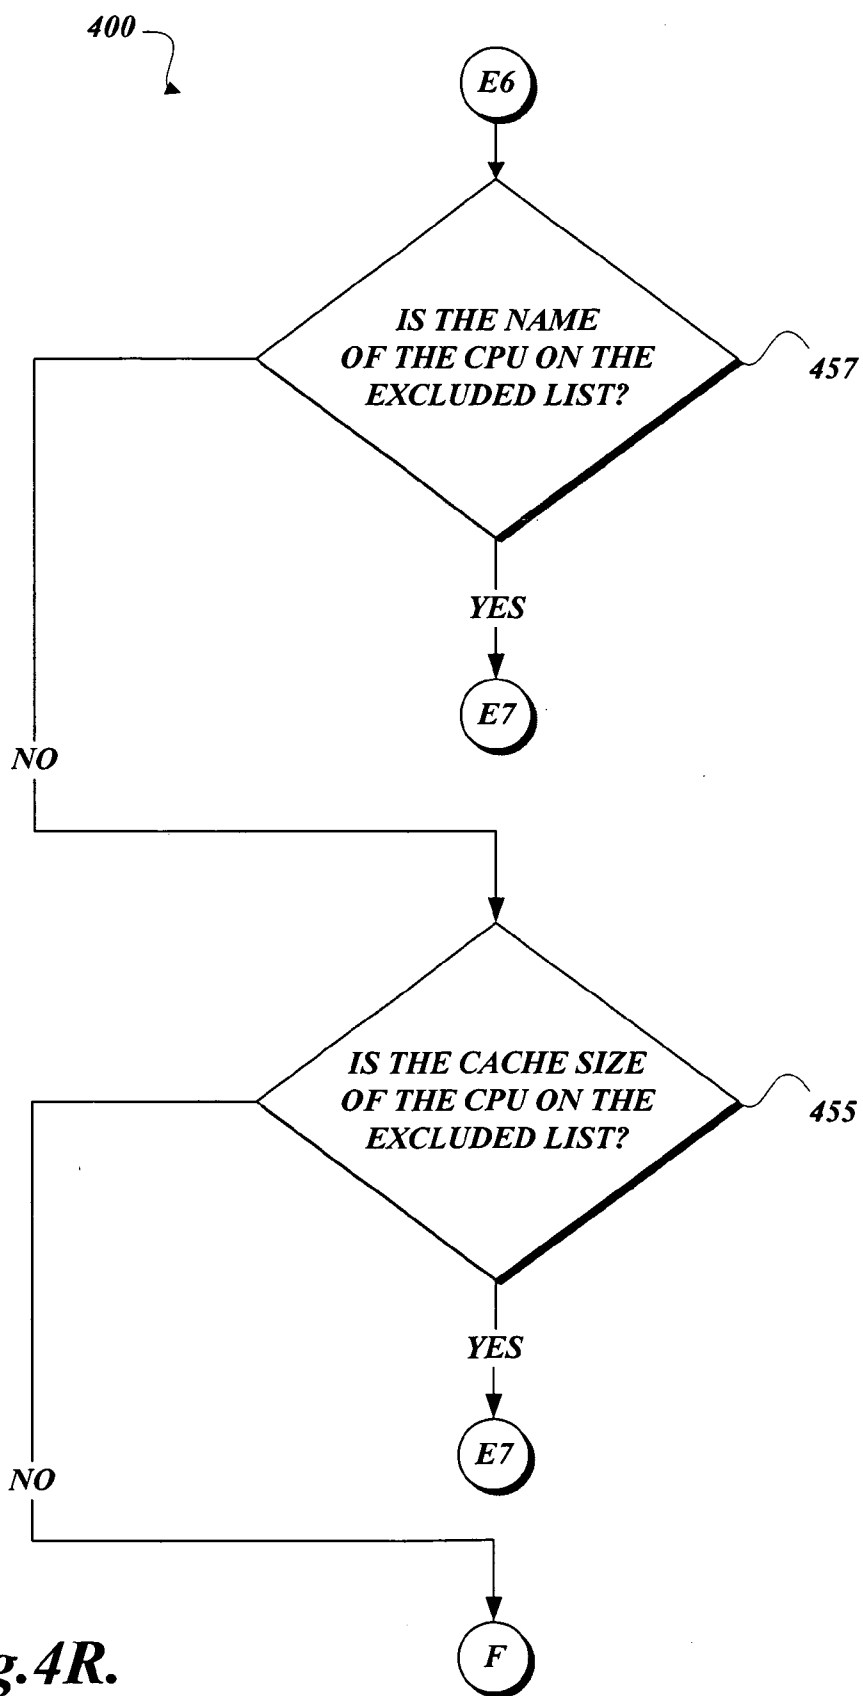 400
E6
IS THE NAME
OF THE CPU ON THE
EXCLUDED LIST?
457
YES
E7
NO
IS THE CACHE SIZE
OF THE CPU ON THE
EXCLUDED LIST?
455
YES
E7
NO
F
g.4R.